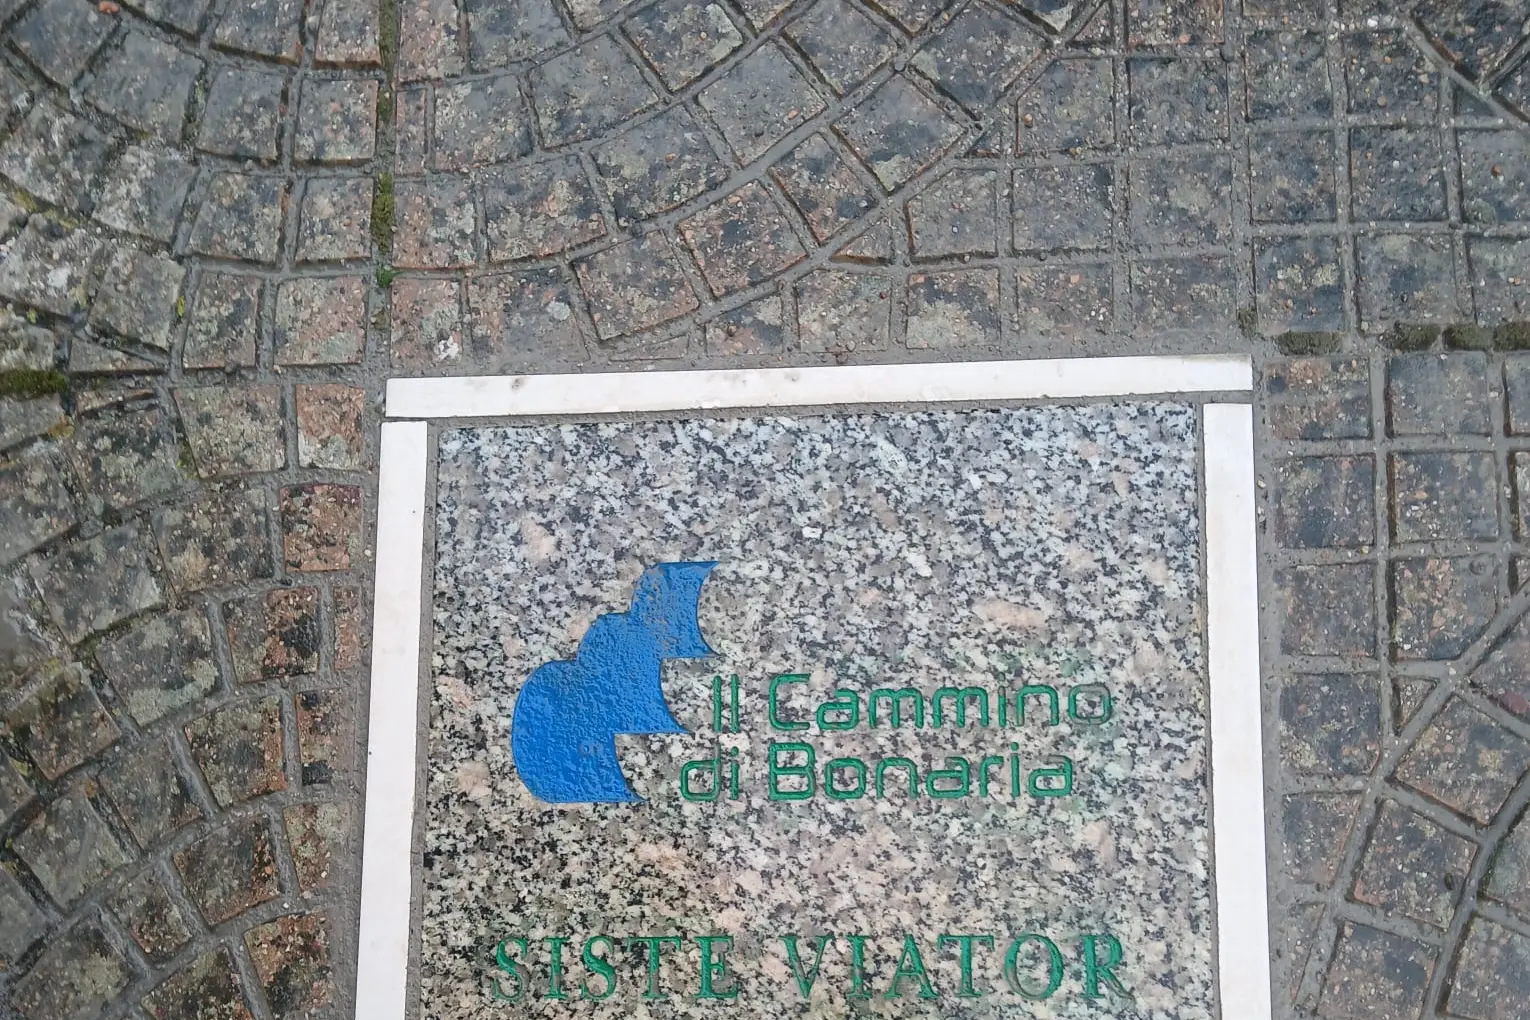 Il Cammino
di Bonaria
SISTE VIATOR